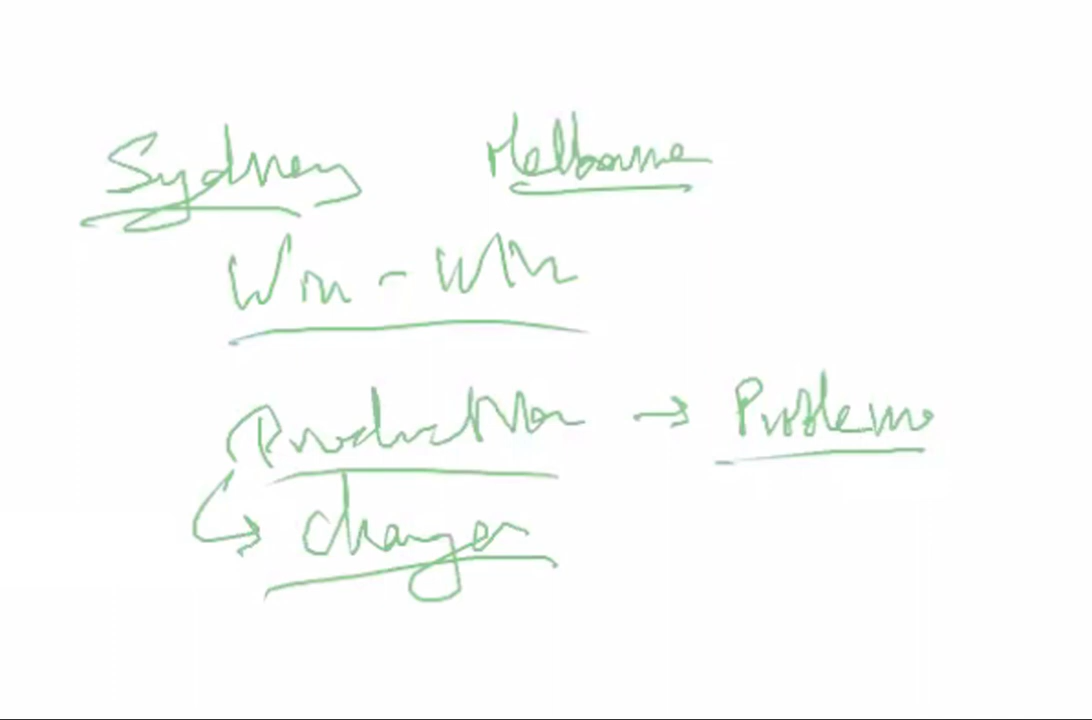 Sydney Melbourne
Win - Win
Production → Problems
↳ changes